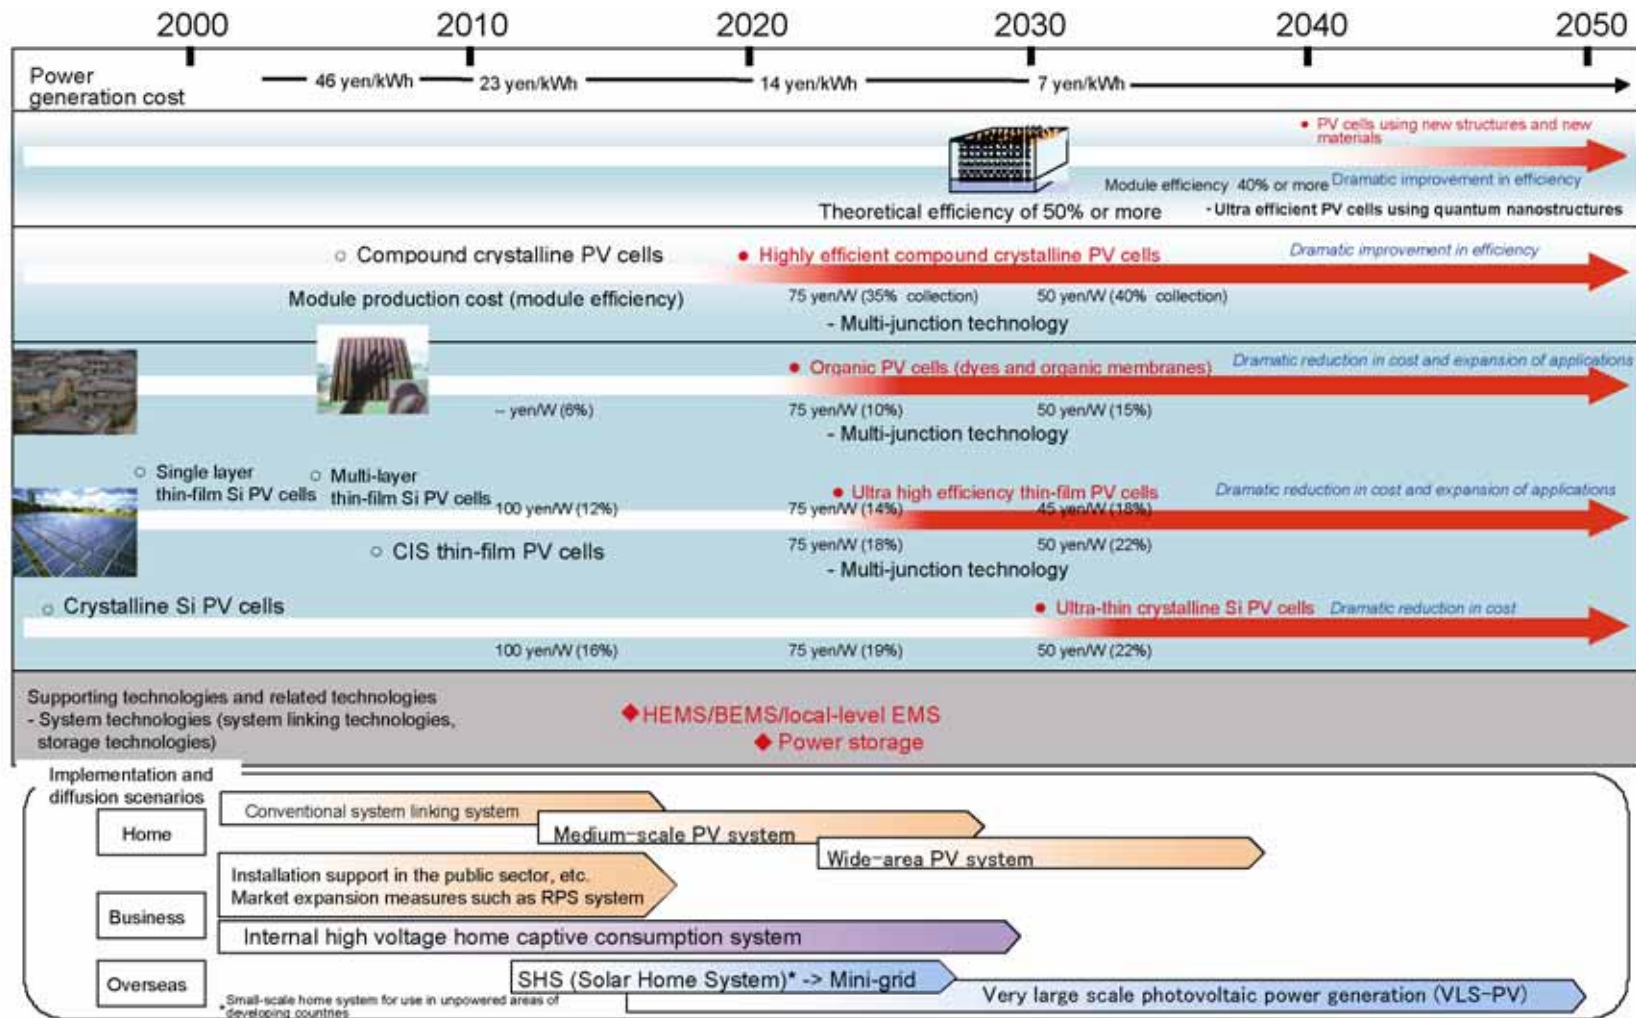 2000 2010 2020 2030 2040 2050
Power
generation cost
46 yen/kWh 23 yen/kWh 14 yen/kWh 7 yen/kWh
• PV cells using new structures and new
materials
Module efficiency 40% or more Dramatic improvement in efficiency
Theoretical efficiency of 50% or more - Ultra efficient PV cells using quantum nanostructures
○ Compound crystalline PV cells • Highly efficient compound crystalline PV cells Dramatic improvement in efficiency
Module production cost (module efficiency) 75 yen/W (35% collection) 50 yen/W (40% collection)
- Multi-junction technology
• Organic PV cells (dyes and organic membranes) Dramatic reduction in cost and expansion of applications
-- yen/W (6%) 75 yen/W (10%) 50 yen/W (15%)
- Multi-junction technology
○ Single layer
thin-film Si PV cells
○ Multi-layer
thin-film Si PV cells
• Ultra high efficiency thin-film PV cells Dramatic reduction in cost and expansion of applications
100 yen/W (12%) 75 yen/W (14%) 45 yen/W (18%)
○ CIS thin-film PV cells 75 yen/W (18%) 50 yen/W (22%)
- Multi-junction technology
○ Crystalline Si PV cells • Ultra-thin crystalline Si PV cells Dramatic reduction in cost
100 yen/W (16%) 75 yen/W (19%) 50 yen/W (22%)
Supporting technologies and related technologies
- System technologies (system linking technologies,
storage technologies)
◆HEMS/BEMS/local-level EMS
◆ Power storage
Implementation and
diffusion scenarios
Home
Conventional system linking system
Medium-scale PV system
Wide-area PV system
Business
Installation support in the public sector, etc.
Market expansion measures such as RPS system
Internal high voltage home captive consumption system
Overseas
SHS (Solar Home System)* -> Mini-grid
Very large scale photovoltaic power generation (VLS-PV)
*Small-scale home system for use in unpowered areas of
developing countries